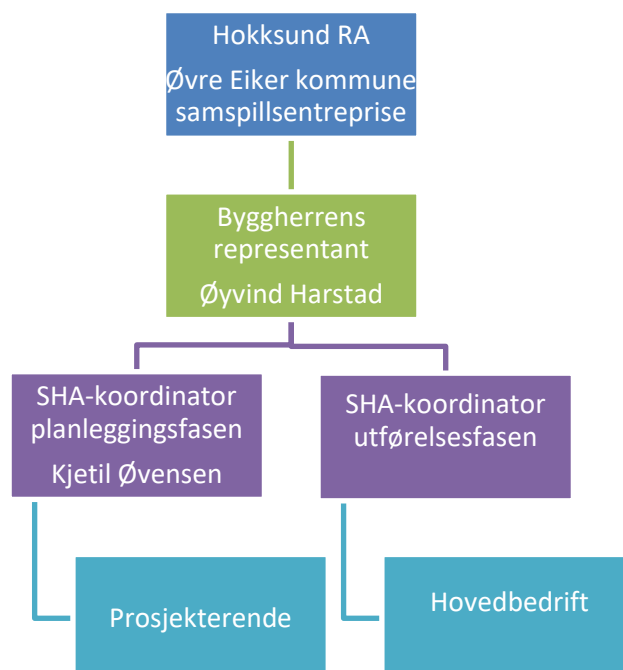 Hokksund RA
Øvre Eiker kommune
samspillsentreprise
Byggherrens
representant
Øyvind Harstad
SHA-koordinator
planleggingsfasen
Kjetil Øvensen
SHA-koordinator
utførelsesfasen
Prosjekterende
Hovedbedrift